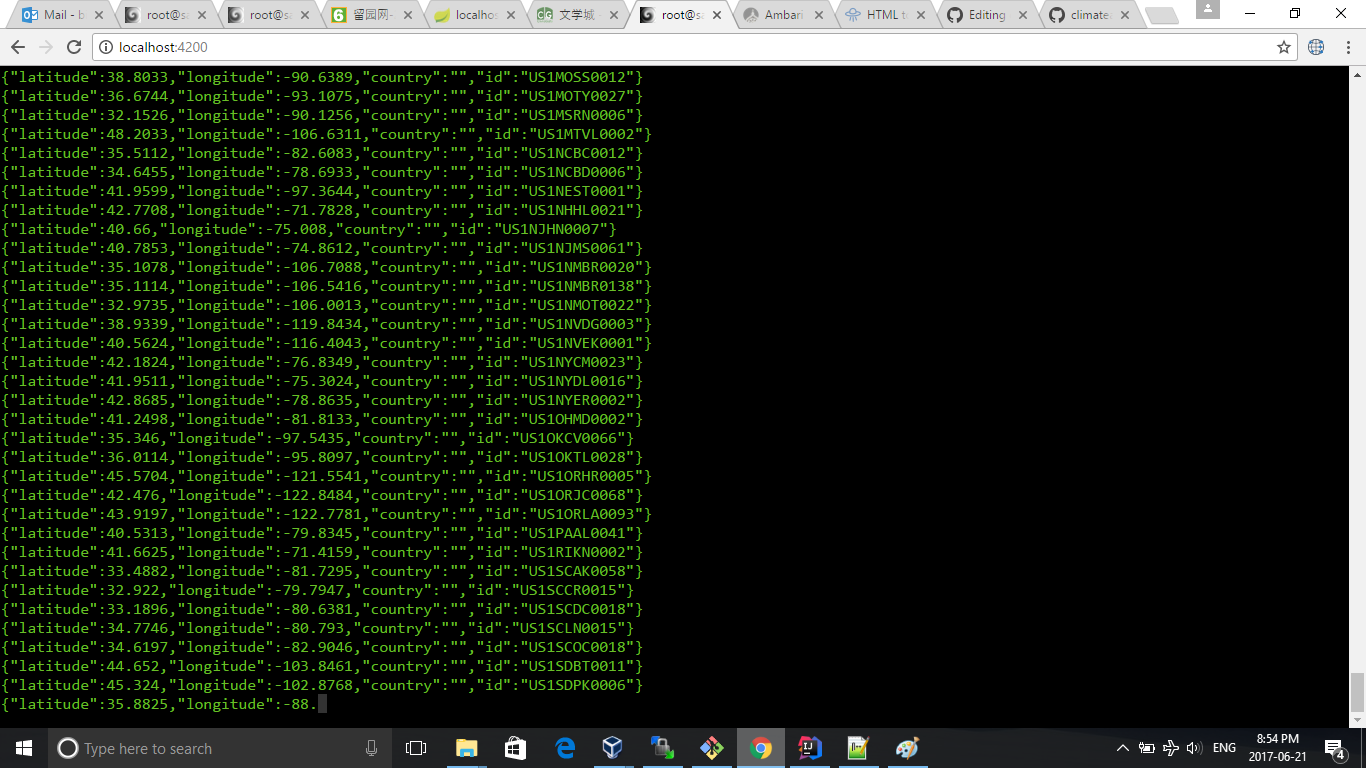 Mail - b
root@sa
root@sa
留园网-
localhos
文学城 -
root@sa
Ambari
HTML to
Editing
climate
localhost:4200
{"latitude":38.8033,"longitude":-90.6389,"country":"","id":"US1MOSS0012"}
{"latitude":36.6744,"longitude":-93.1075,"country":"","id":"US1MOTY0027"}
{"latitude":32.1526,"longitude":-90.1256,"country":"","id":"US1MSRN0006"}
{"latitude":48.2033,"longitude":-106.6311,"country":"","id":"US1MTVL0002"}
{"latitude":35.5112,"longitude":-82.6083,"country":"","id":"US1NCBC0012"}
{"latitude":34.6455,"longitude":-78.6933,"country":"","id":"US1NCBD0006"}
{"latitude":41.9599,"longitude":-97.3644,"country":"","id":"US1NEST0001"}
{"latitude":42.7708,"longitude":-71.7828,"country":"","id":"US1NHHL0021"}
{"latitude":40.66,"longitude":-75.008,"country":"","id":"US1NJHN0007"}
{"latitude":40.7853,"longitude":-74.8612,"country":"","id":"US1NJMS0061"}
{"latitude":35.1078,"longitude":-106.7088,"country":"","id":"US1NMBR0020"}
{"latitude":35.1114,"longitude":-106.5416,"country":"","id":"US1NMBR0138"}
{"latitude":32.9735,"longitude":-106.0013,"country":"","id":"US1NMOT0022"}
{"latitude":38.9339,"longitude":-119.8434,"country":"","id":"US1NVDG0003"}
{"latitude":40.5624,"longitude":-116.4043,"country":"","id":"US1NVEK0001"}
{"latitude":42.1824,"longitude":-76.8349,"country":"","id":"US1NYCM0023"}
{"latitude":41.9511,"longitude":-75.3024,"country":"","id":"US1NYDL0016"}
{"latitude":42.8685,"longitude":-78.8635,"country":"","id":"US1NYER0002"}
{"latitude":41.2498,"longitude":-81.8133,"country":"","id":"US1OHMD0002"}
{"latitude":35.346,"longitude":-97.5435,"country":"","id":"US1OKCV0066"}
{"latitude":36.0114,"longitude":-95.8097,"country":"","id":"US1OKTL0028"}
{"latitude":45.5704,"longitude":-121.5541,"country":"","id":"US1ORHR0005"}
{"latitude":42.476,"longitude":-122.8484,"country":"","id":"US1ORJC0068"}
{"latitude":43.9197,"longitude":-122.7781,"country":"","id":"US1ORLA0093"}
{"latitude":40.5313,"longitude":-79.8345,"country":"","id":"US1PAAL0041"}
{"latitude":41.6625,"longitude":-71.4159,"country":"","id":"US1RIKN0002"}
{"latitude":33.4882,"longitude":-81.7295,"country":"","id":"US1SCAK0058"}
{"latitude":32.922,"longitude":-79.7947,"country":"","id":"US1SCCR0015"}
{"latitude":33.1896,"longitude":-80.6381,"country":"","id":"US1SCDC0018"}
{"latitude":34.7746,"longitude":-80.793,"country":"","id":"US1SCLN0015"}
{"latitude":34.6197,"longitude":-82.9046,"country":"","id":"US1SCOC0018"}
{"latitude":44.652,"longitude":-103.8461,"country":"","id":"US1SDBT0011"}
{"latitude":45.324,"longitude":-102.8768,"country":"","id":"US1SDPK0006"}
{"latitude":35.8825,"longitude":-88.
Type here to search
ENG
8:54 PM
2017-06-21
4